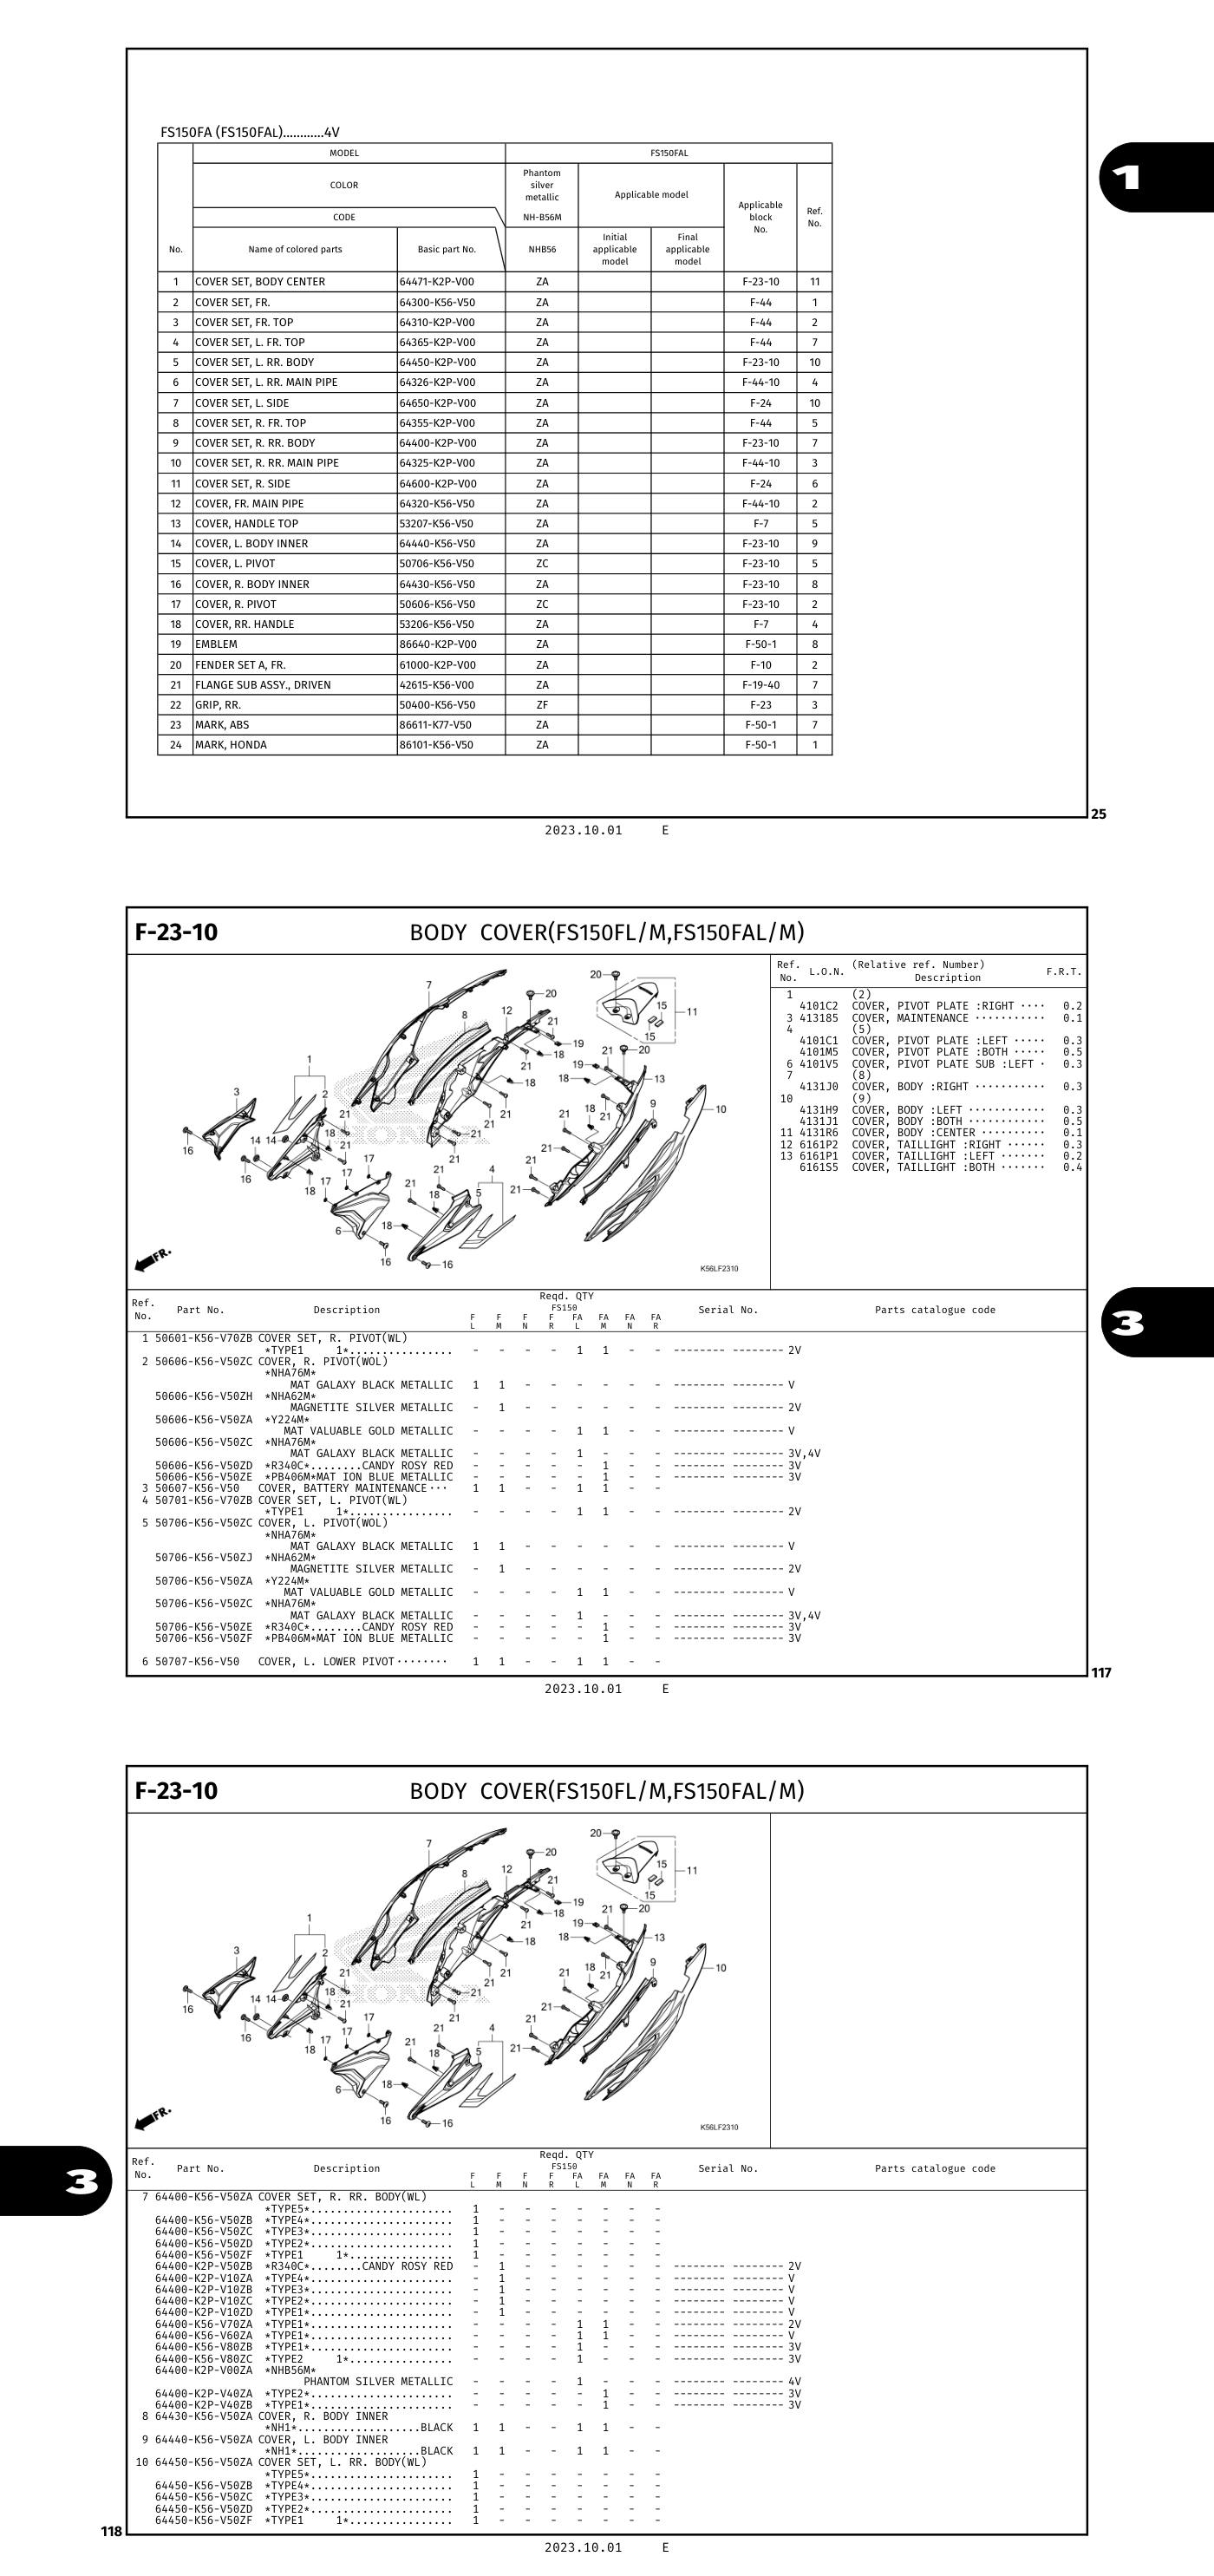 FS150FA (FS150FAL)............4V
MODEL FS150FAL
COLOR Phantom silver metallic Applicable model Applicable block No. Ref. No.
CODE NH-B56M
No. Name of colored parts Basic part No. NHB56 Initial applicable model Final applicable model
1 COVER SET, BODY CENTER 64471-K2P-V00 ZA F-23-10 11
2 COVER SET, FR. 64300-K56-V50 ZA F-44 1
3 COVER SET, FR. TOP 64310-K2P-V00 ZA F-44 2
4 COVER SET, L. FR. TOP 64365-K2P-V00 ZA F-44 7
5 COVER SET, L. RR. BODY 64450-K2P-V00 ZA F-23-10 10
6 COVER SET, L. RR. MAIN PIPE 64326-K2P-V00 ZA F-44-10 4
7 COVER SET, L. SIDE 64650-K2P-V00 ZA F-24 10
8 COVER SET, R. FR. TOP 64355-K2P-V00 ZA F-44 5
9 COVER SET, R. RR. BODY 64400-K2P-V00 ZA F-23-10 7
10 COVER SET, R. RR. MAIN PIPE 64325-K2P-V00 ZA F-44-10 3
11 COVER SET, R. SIDE 64600-K2P-V00 ZA F-24 6
12 COVER, FR. MAIN PIPE 64320-K56-V50 ZA F-44-10 2
13 COVER, HANDLE TOP 53207-K56-V50 ZA F-7 5
14 COVER, L. BODY INNER 64440-K56-V50 ZA F-23-10 9
15 COVER, L. PIVOT 50706-K56-V50 ZC F-23-10 5
16 COVER, R. BODY INNER 64430-K56-V50 ZA F-23-10 8
17 COVER, R. PIVOT 50606-K56-V50 ZC F-23-10 2
18 COVER, RR. HANDLE 53206-K56-V50 ZA F-7 4
19 EMBLEM 86640-K2P-V00 ZA F-50-1 8
20 FENDER SET A, FR. 61000-K2P-V00 ZA F-10 2
21 FLANGE SUB ASSY., DRIVEN 42615-K56-V00 ZA F-19-40 7
22 GRIP, RR. 50400-K56-V50 ZF F-23 3
23 MARK, ABS 86611-K77-V50 ZA F-50-1 7
24 MARK, HONDA 86101-K56-V50 ZA F-50-1 1
1
25
2023.10.01 E
F-23-10 BODY COVER(FS150FL/M,FS150FAL/M)
Ref. No. L.O.N. (Relative ref. Number) Description F.R.T.
1 (2)
4101C2 COVER, PIVOT PLATE :RIGHT ···· 0.2
3 413185 COVER, MAINTENANCE ··········· 0.1
4 (5)
4101C1 COVER, PIVOT PLATE :LEFT ····· 0.3
4101M5 COVER, PIVOT PLATE :BOTH ····· 0.5
6 4101V5 COVER, PIVOT PLATE SUB :LEFT · 0.3
7 (8)
4131J0 COVER, BODY :RIGHT ··········· 0.3
10 (9)
4131H9 COVER, BODY :LEFT ············ 0.3
4131J1 COVER, BODY :BOTH ············ 0.5
11 4131R6 COVER, BODY :CENTER ·········· 0.1
12 6161P2 COVER, TAILLIGHT :RIGHT ······ 0.3
13 6161P1 COVER, TAILLIGHT :LEFT ······· 0.2
6161S5 COVER, TAILLIGHT :BOTH ······· 0.4
HONDA
FR.
K56LF2310
Ref. No. Part No. Description Reqd. QTY FS150 Serial No. Parts catalogue code
F F F F FA FA FA FA
L M N R L M N R
1 50601-K56-V70ZB COVER SET, R. PIVOT(WL)
*TYPE1 1*................ - - - - 1 1 - - -------- -------- 2V
2 50606-K56-V50ZC COVER, R. PIVOT(WOL)
*NHA76M*
MAT GALAXY BLACK METALLIC 1 1 - - - - - - -------- -------- V
50606-K56-V50ZH *NHA62M*
MAGNETITE SILVER METALLIC - 1 - - - - - - -------- -------- 2V
50606-K56-V50ZA *Y224M*
MAT VALUABLE GOLD METALLIC - - - - 1 1 - - -------- -------- V
50606-K56-V50ZC *NHA76M*
MAT GALAXY BLACK METALLIC - - - - 1 - - - -------- -------- 3V,4V
50606-K56-V50ZD *R340C*........CANDY ROSY RED - - - - - 1 - - -------- -------- 3V
50606-K56-V50ZE *PB406M*MAT ION BLUE METALLIC - - - - - 1 - - -------- -------- 3V
3 50607-K56-V50 COVER, BATTERY MAINTENANCE··· 1 1 - - 1 1 - -
4 50701-K56-V70ZB COVER SET, L. PIVOT(WL)
*TYPE1 1*................ - - - - 1 1 - - -------- -------- 2V
5 50706-K56-V50ZC COVER, L. PIVOT(WOL)
*NHA76M*
MAT GALAXY BLACK METALLIC 1 1 - - - - - - -------- -------- V
50706-K56-V50ZJ *NHA62M*
MAGNETITE SILVER METALLIC - 1 - - - - - - -------- -------- 2V
50706-K56-V50ZA *Y224M*
MAT VALUABLE GOLD METALLIC - - - - 1 1 - - -------- -------- V
50706-K56-V50ZC *NHA76M*
MAT GALAXY BLACK METALLIC - - - - 1 - - - -------- -------- 3V,4V
50706-K56-V50ZE *R340C*........CANDY ROSY RED - - - - - 1 - - -------- -------- 3V
50706-K56-V50ZF *PB406M*MAT ION BLUE METALLIC - - - - - 1 - - -------- -------- 3V
6 50707-K56-V50 COVER, L. LOWER PIVOT········ 1 1 - - 1 1 - -
3
117
2023.10.01 E
F-23-10 BODY COVER(FS150FL/M,FS150FAL/M)
HONDA
FR.
K56LF2310
Ref. No. Part No. Description Reqd. QTY FS150 Serial No. Parts catalogue code
F F F F FA FA FA FA
L M N R L M N R
7 64400-K56-V50ZA COVER SET, R. RR. BODY(WL)
*TYPE5*...................... 1 - - - - - - -
64400-K56-V50ZB *TYPE4*...................... 1 - - - - - - -
64400-K56-V50ZC *TYPE3*...................... 1 - - - - - - -
64400-K56-V50ZD *TYPE2*...................... 1 - - - - - - -
64400-K56-V50ZF *TYPE1 1*................ 1 - - - - - - -
64400-K2P-V50ZB *R340C*........CANDY ROSY RED - 1 - - - - - - -------- -------- 2V
64400-K2P-V10ZA *TYPE4*...................... - 1 - - - - - - -------- -------- V
64400-K2P-V10ZB *TYPE3*...................... - 1 - - - - - - -------- -------- V
64400-K2P-V10ZC *TYPE2*...................... - 1 - - - - - - -------- -------- V
64400-K2P-V10ZD *TYPE1*...................... - 1 - - - - - - -------- -------- V
64400-K56-V70ZA *TYPE1*...................... - - - - 1 1 - - -------- -------- 2V
64400-K56-V60ZA *TYPE1*...................... - - - - 1 1 - - -------- -------- V
64400-K56-V80ZB *TYPE1*...................... - - - - 1 - - - -------- -------- 3V
64400-K56-V80ZC *TYPE2 1*................ - - - - 1 - - - -------- -------- 3V
64400-K2P-V00ZA *NHB56M*
PHANTOM SILVER METALLIC - - - - 1 - - - -------- -------- 4V
64400-K2P-V40ZA *TYPE2*...................... - - - - - 1 - - -------- -------- 3V
64400-K2P-V40ZB *TYPE1*...................... - - - - - 1 - - -------- -------- 3V
8 64430-K56-V50ZA COVER, R. BODY INNER
*NH1*...................BLACK 1 1 - - 1 1 - -
9 64440-K56-V50ZA COVER, L. BODY INNER
*NH1*...................BLACK 1 1 - - 1 1 - -
10 64450-K56-V50ZA COVER SET, L. RR. BODY(WL)
*TYPE5*...................... 1 - - - - - - -
64450-K56-V50ZB *TYPE4*...................... 1 - - - - - - -
64450-K56-V50ZC *TYPE3*...................... 1 - - - - - - -
64450-K56-V50ZD *TYPE2*...................... 1 - - - - - - -
64450-K56-V50ZF *TYPE1 1*................ 1 - - - - - - -
3
118
2023.10.01 E